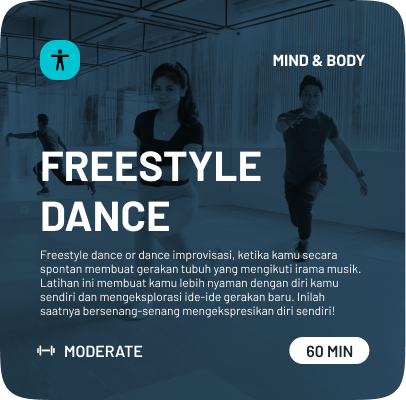 MIND & BODY
FREESTYLE
DANCE
Freestyle dance or dance improvisasi, ketika kamu secara
spontan membuat gerakan tubuh yang mengikuti irama musik.
Latihan ini membuat kamu lebih nyaman dengan diri kamu
sendiri dan mengeksplorasi ide-ide gerakan baru. Inilah
saatnya bersenang-senang mengekspresikan diri sendiri!
MODERATE
60 MIN